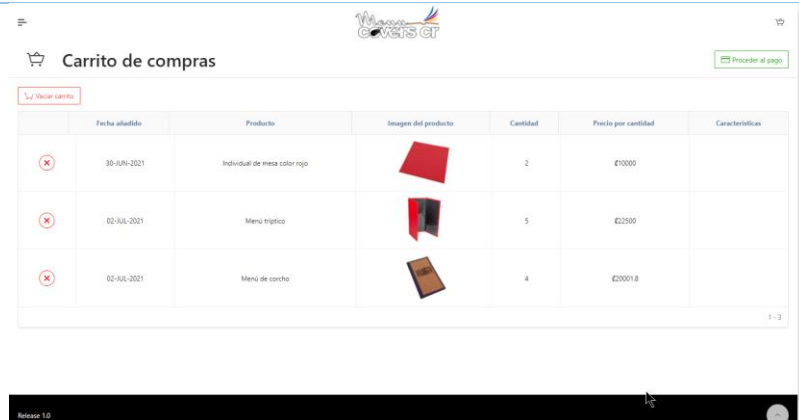 Menu
COVERS CR
Carrito de compras
Proceder al pago
Vaciar carrito
Fecha añadido Producto Imagen del producto Cantidad Precio por cantidad Características
30-JUN-2021 Individual de mesa color rojo 2 ₡10000
02-JUL-2021 Menú tríptico 5 ₡22500
02-JUL-2021 Menú de corcho 4 ₡20001.8
1 - 3
Release 1.0